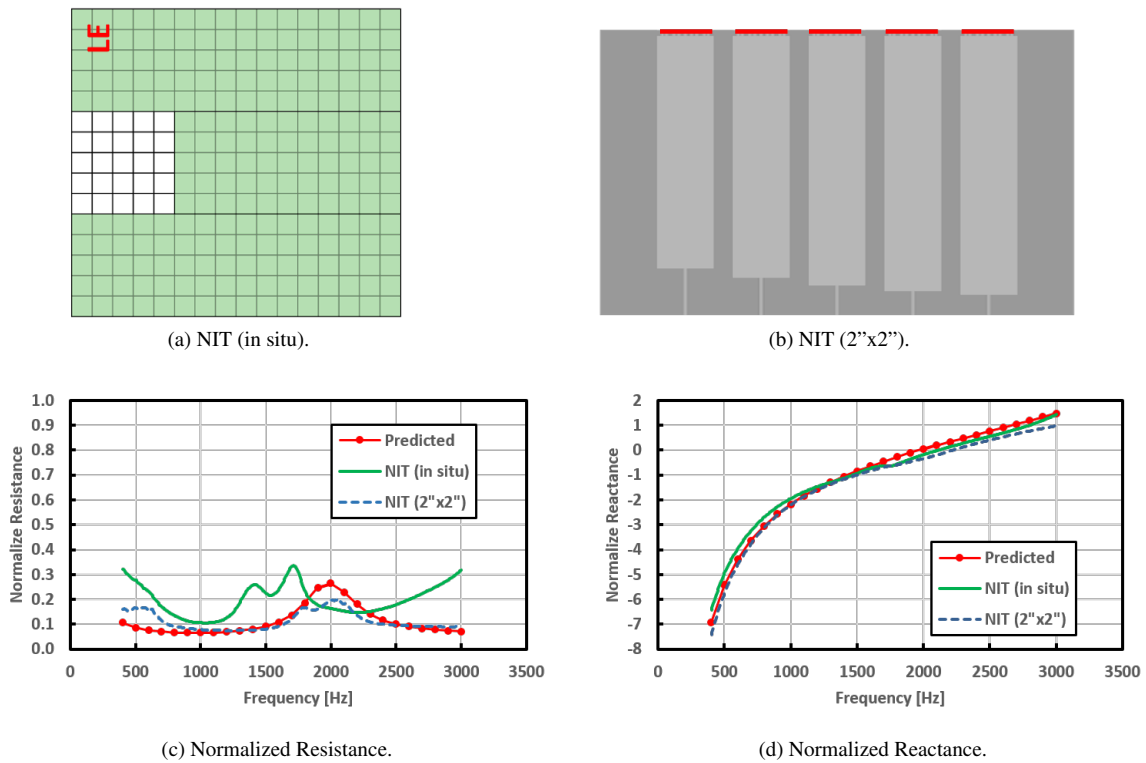 LE
(a) NIT (in situ).
(b) NIT (2”x2”).
1.0
0.9
0.8
0.7
0.6
0.5
0.4
0.3
0.2
0.1
0.0
Normalized Resistance
Predicted
NIT (in situ)
NIT (2"x2")
0 500 1000 1500 2000 2500 3000 3500
Frequency [Hz]
(c) Normalized Resistance.
2
1
0
-1
-2
-3
-4
-5
-6
-7
-8
Normalize Reactance
Predicted
NIT (in situ)
NIT (2"x2")
0 500 1000 1500 2000 2500 3000 3500
Frequency [Hz]
(d) Normalized Reactance.